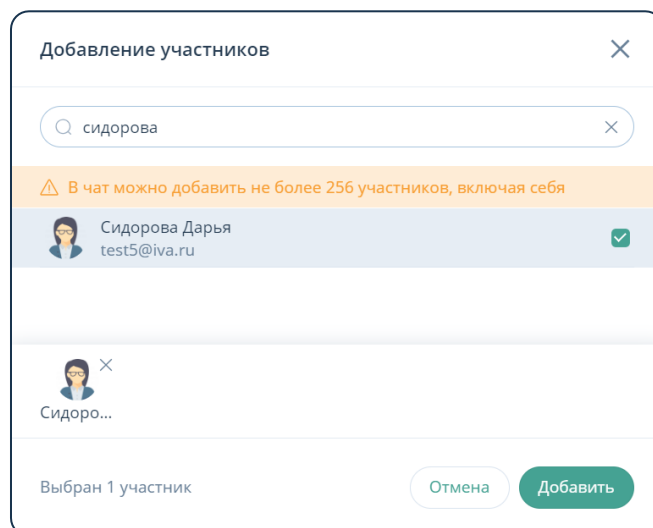 Добавление участников
сидорова
В чат можно добавить не более 256 участников, включая себя
Сидорова Дарья
test5@iva.ru
Сидоро...
Выбран 1 участник
Отмена
Добавить